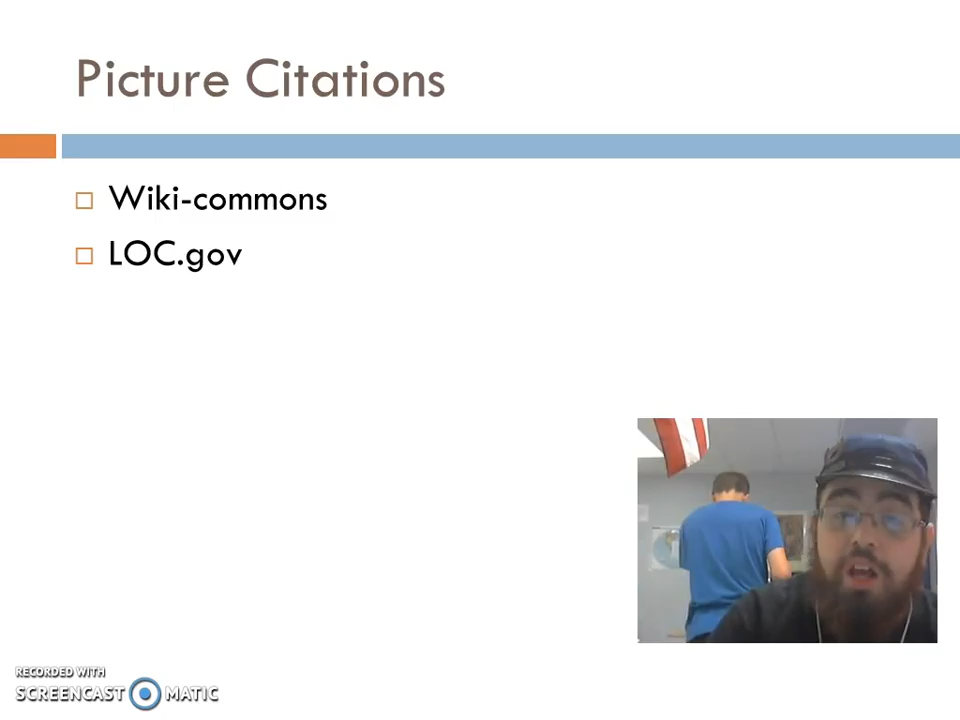 Picture Citations
Wiki-commons
LOC.gov
RECORDED WITH
SCREENCAST MATIC